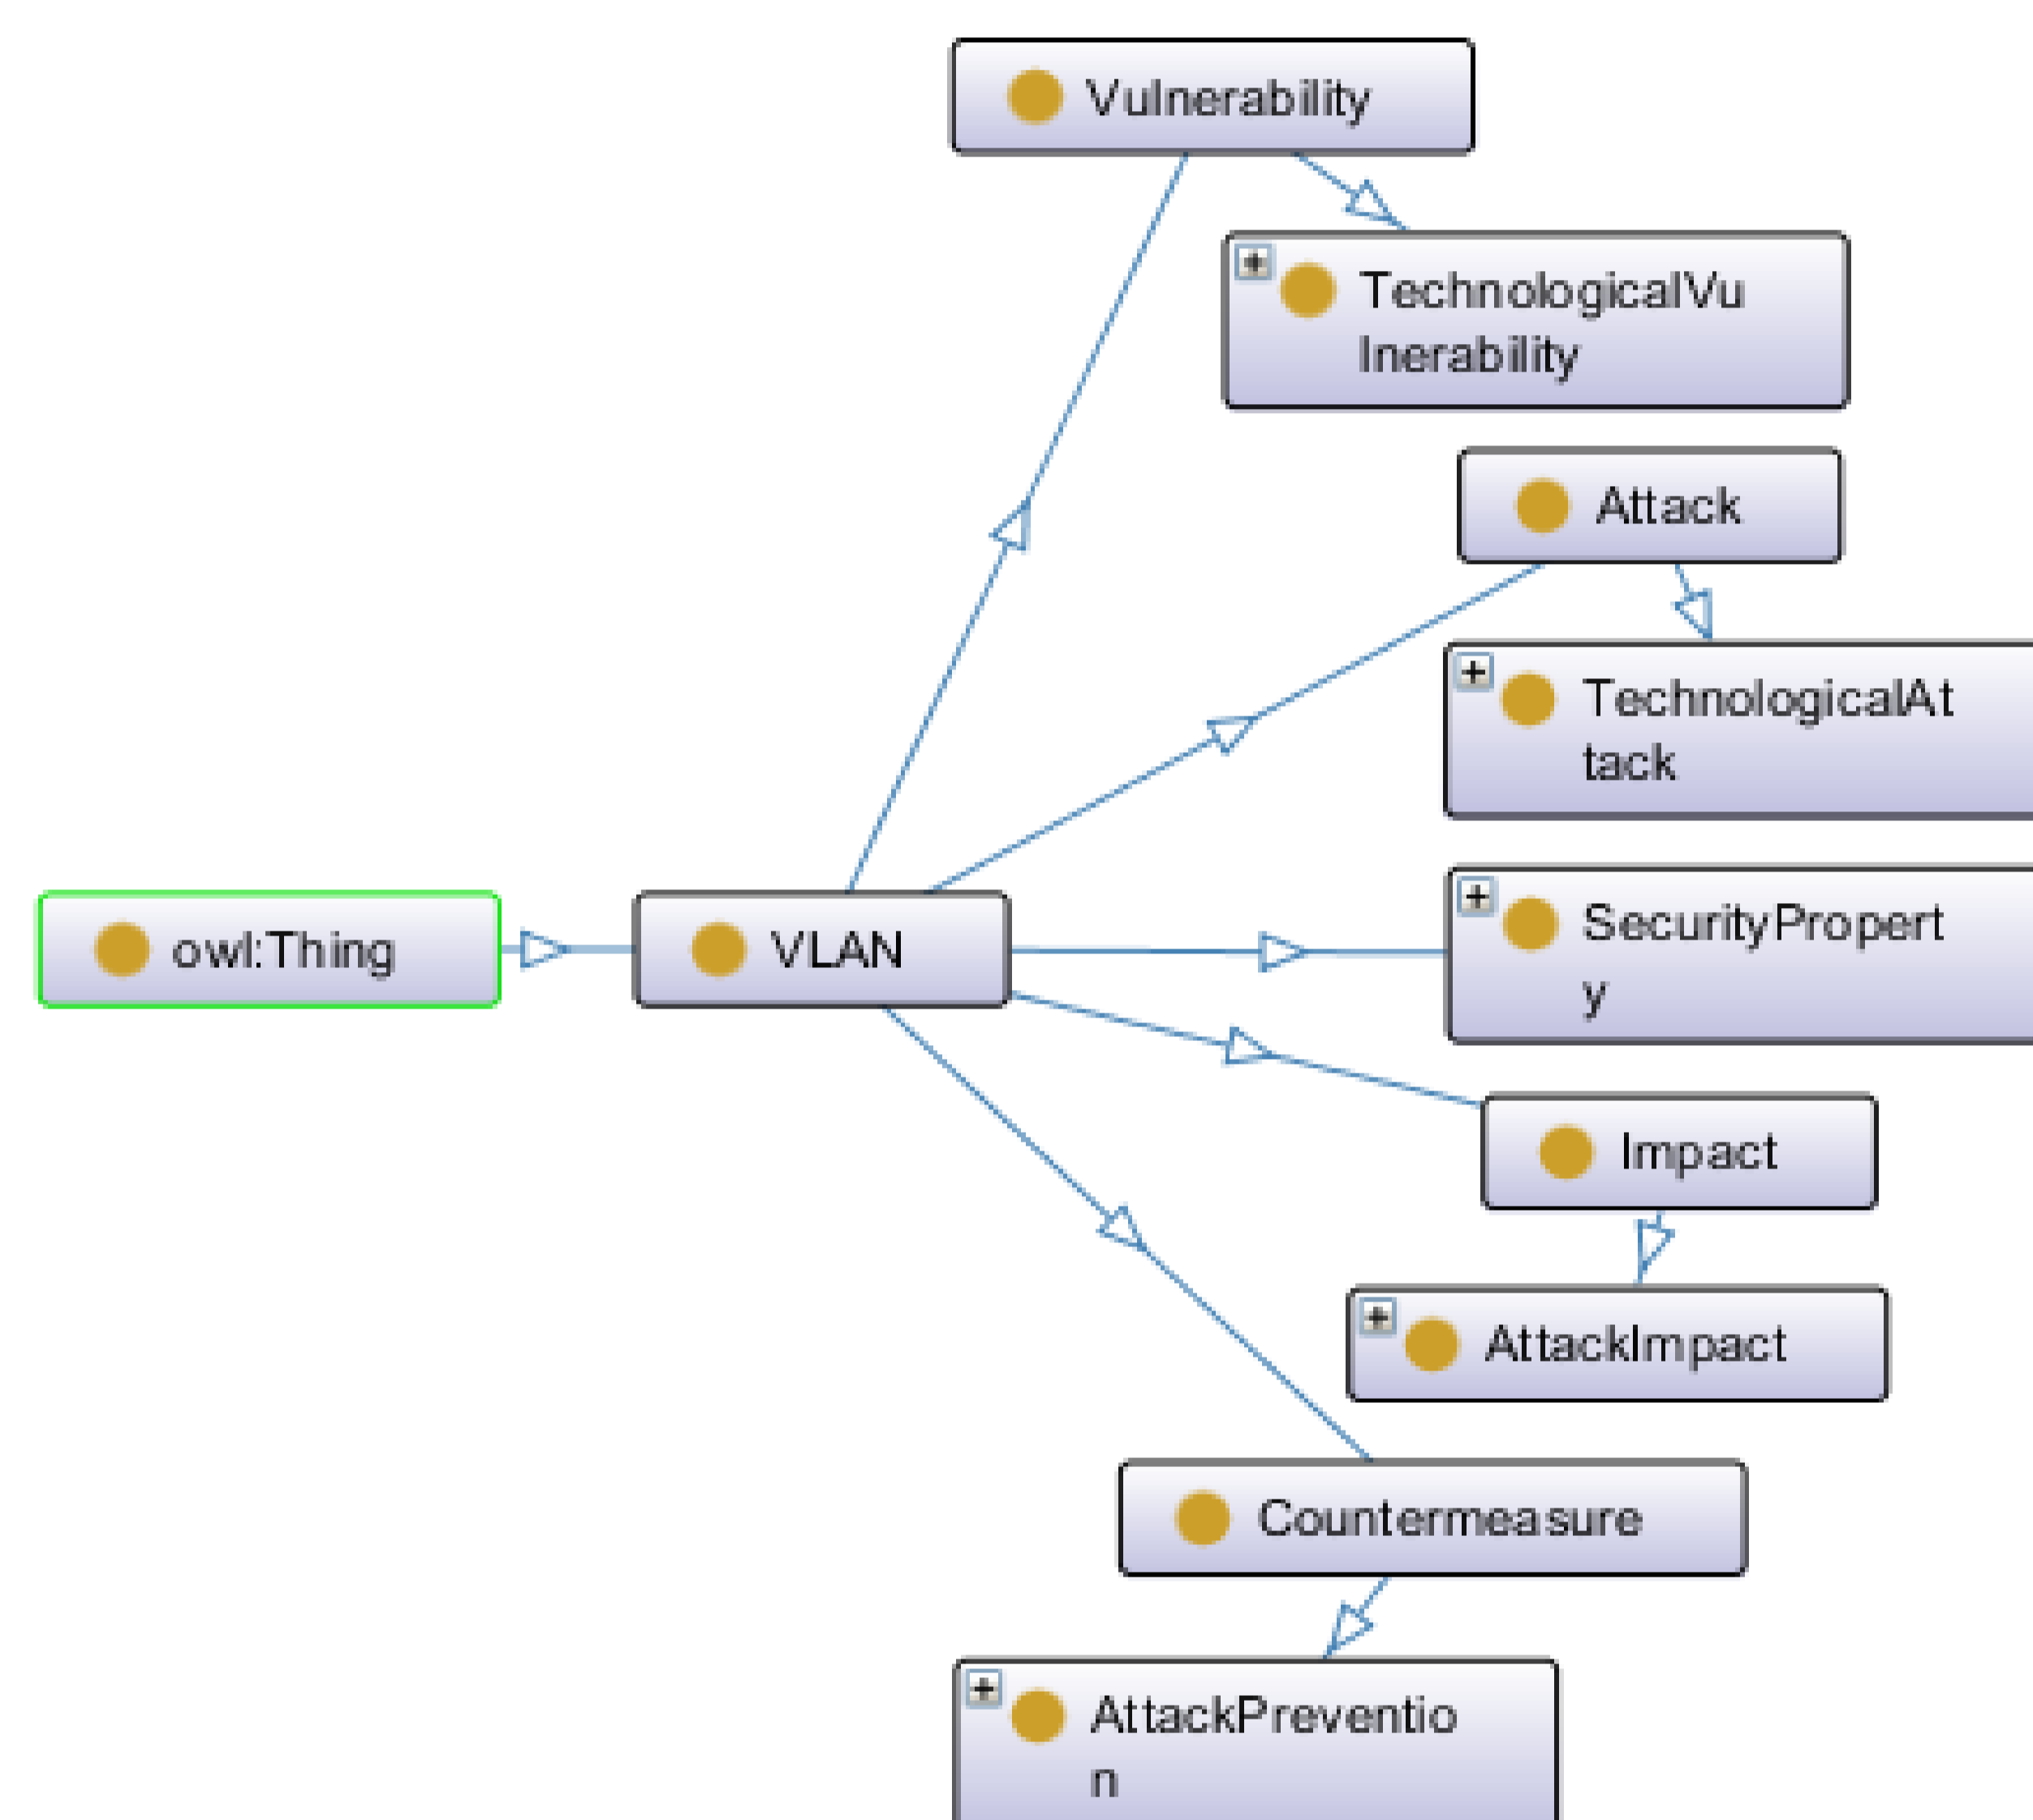 Vulnerability
TechnologicalVu
lnerability
Attack
TechnologicalAt
tack
owl:Thing
VLAN
SecurityPropert
y
Impact
AttackImpact
Countermeasure
AttackPreventio
n